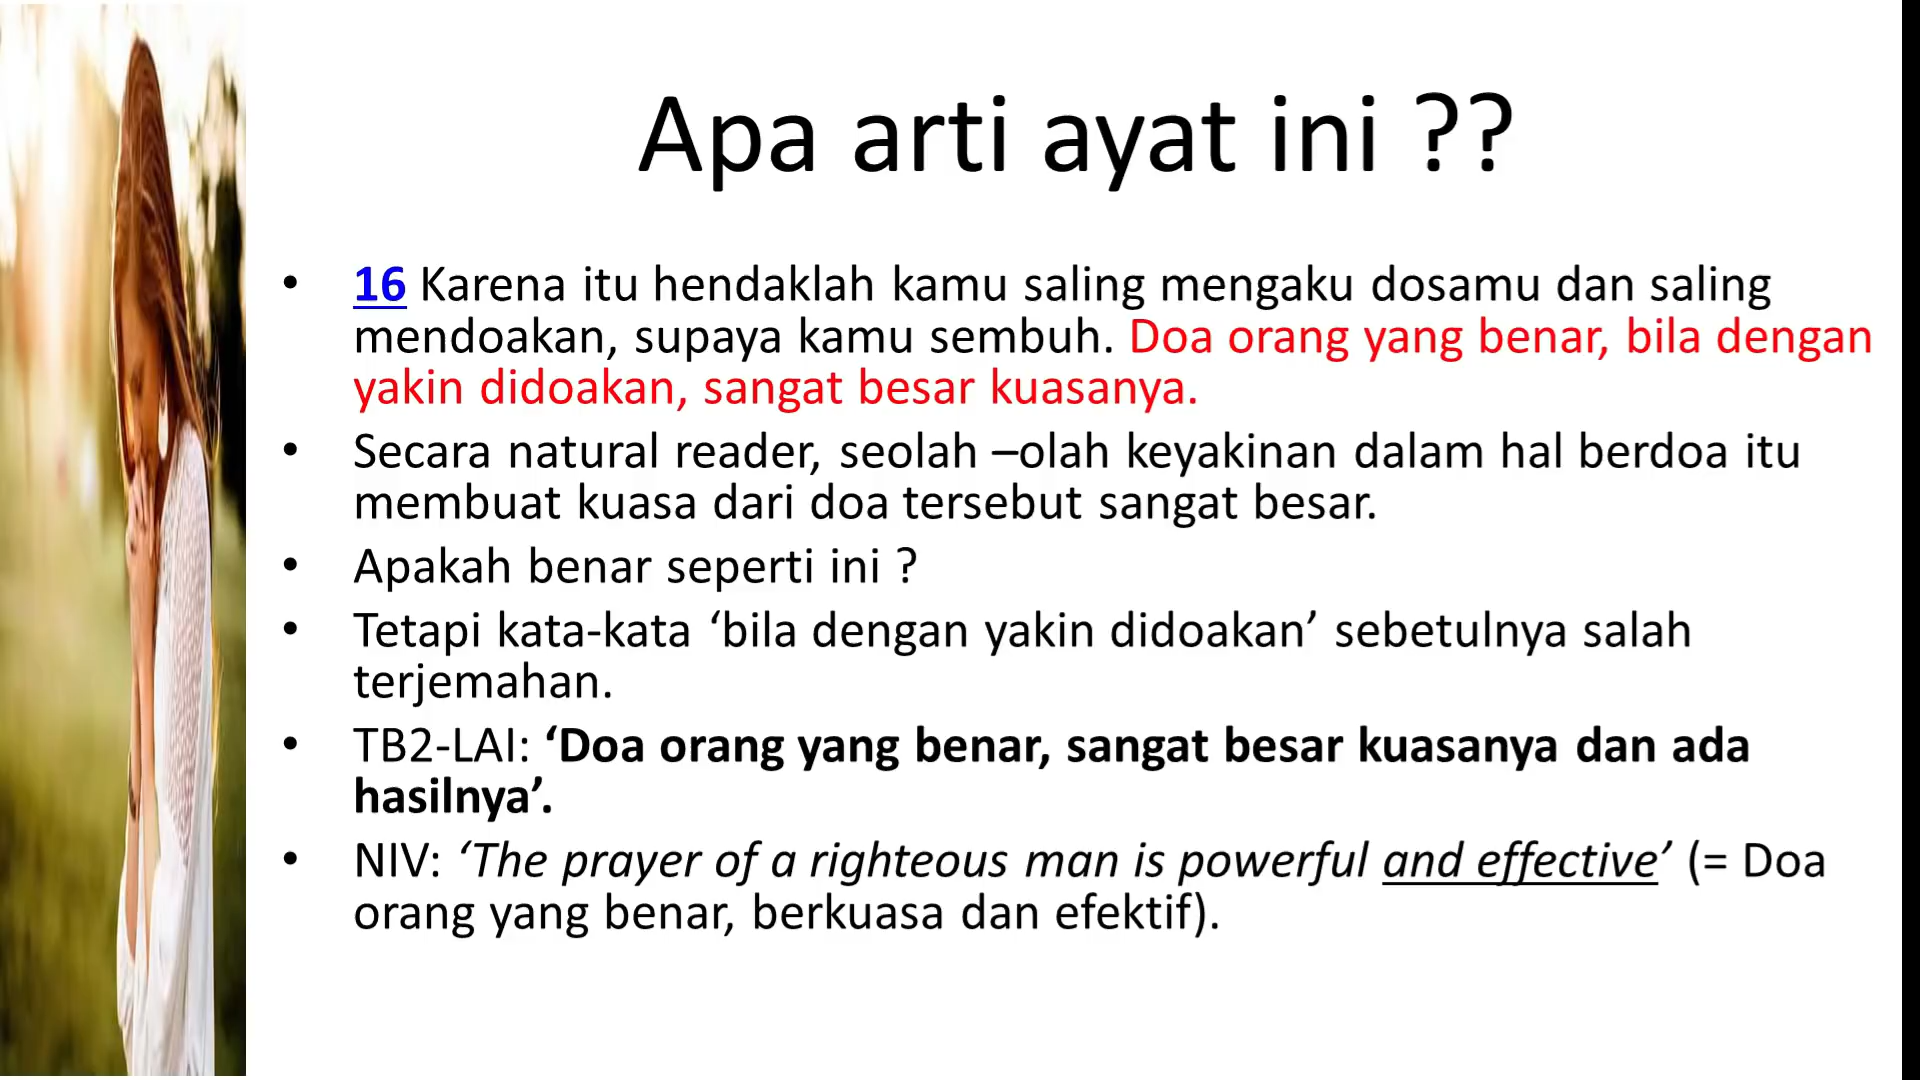 Apa arti ayat ini ??
• 16 Karena itu hendaklah kamu saling mengaku dosamu dan saling
mendoakan, supaya kamu sembuh. Doa orang yang benar, bila dengan
yakin didoakan, sangat besar kuasanya.
• Secara natural reader, seolah –olah keyakinan dalam hal berdoa itu
membuat kuasa dari doa tersebut sangat besar.
• Apakah benar seperti ini ?
• Tetapi kata-kata ‘bila dengan yakin didoakan’ sebetulnya salah
terjemahan.
• TB2-LAI: ‘Doa orang yang benar, sangat besar kuasanya dan ada
hasilnya’.
• NIV: ‘The prayer of a righteous man is powerful and effective’ (= Doa
orang yang benar, berkuasa dan efektif).